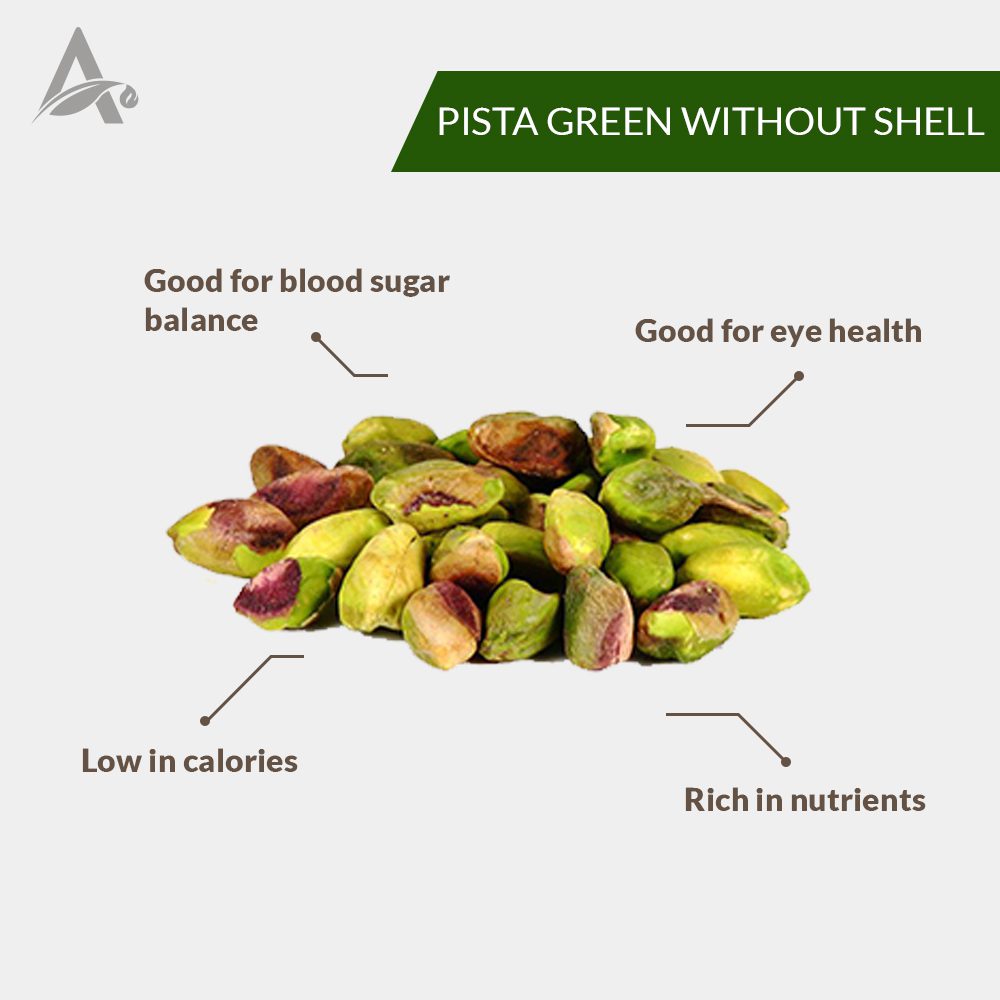 PISTA GREEN WITHOUT SHELL
Good for blood sugar
balance
Good for eye health
Low in calories
Rich in nutrients